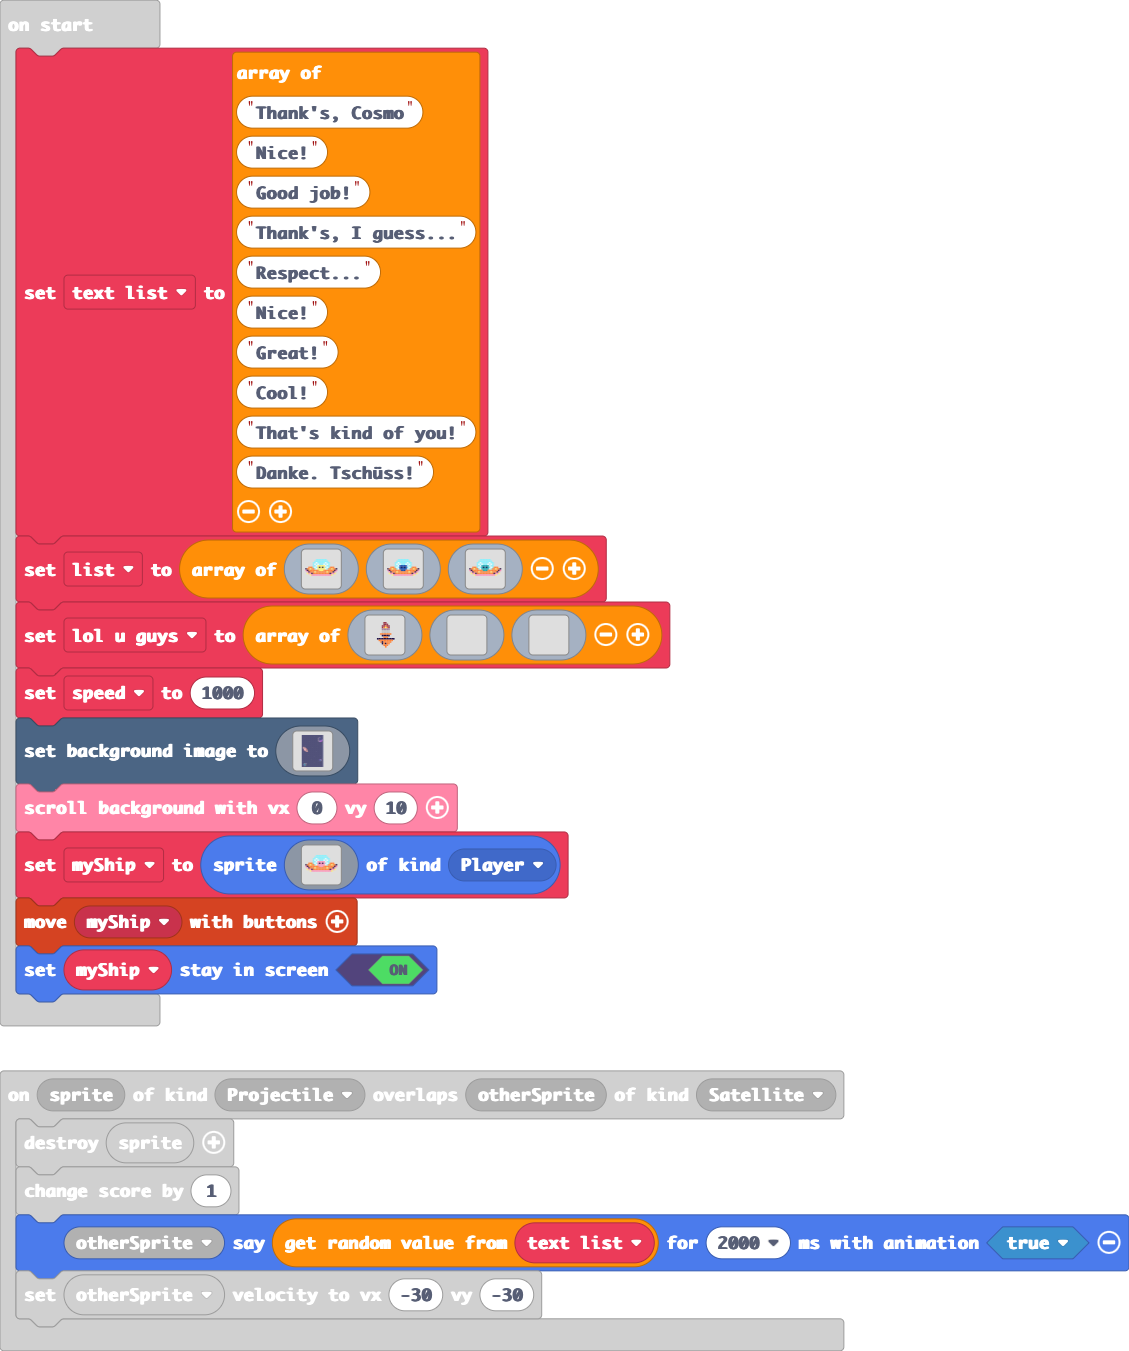 on start
array of
"Thank's, Cosmo"
"Nice!"
"Good job!"
"Thank's, I guess..."
"Respect..."
set text list to
"Nice!"
"Great!"
"Cool!"
"That's kind of you!"
"Danke. Tschüss!"
set list to array of
set lol u guys to array of
set speed to 1000
set background image to
scroll background with vx 0 vy 10
set myShip to sprite of kind Player
move myShip with buttons
set myShip stay in screen ON
on sprite of kind Projectile overlaps otherSprite of kind Satellite
destroy sprite
change score by 1
otherSprite say get random value from text list for 2000 ms with animation true
set otherSprite velocity to vx -30 vy -30